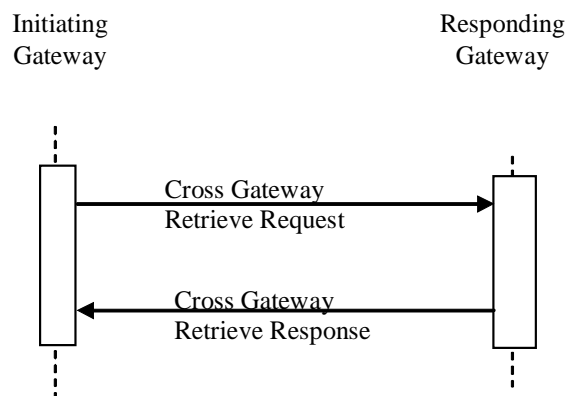 Initiating
Gateway
Responding
Gateway
Cross Gateway
Retrieve Request
Cross Gateway
Retrieve Response